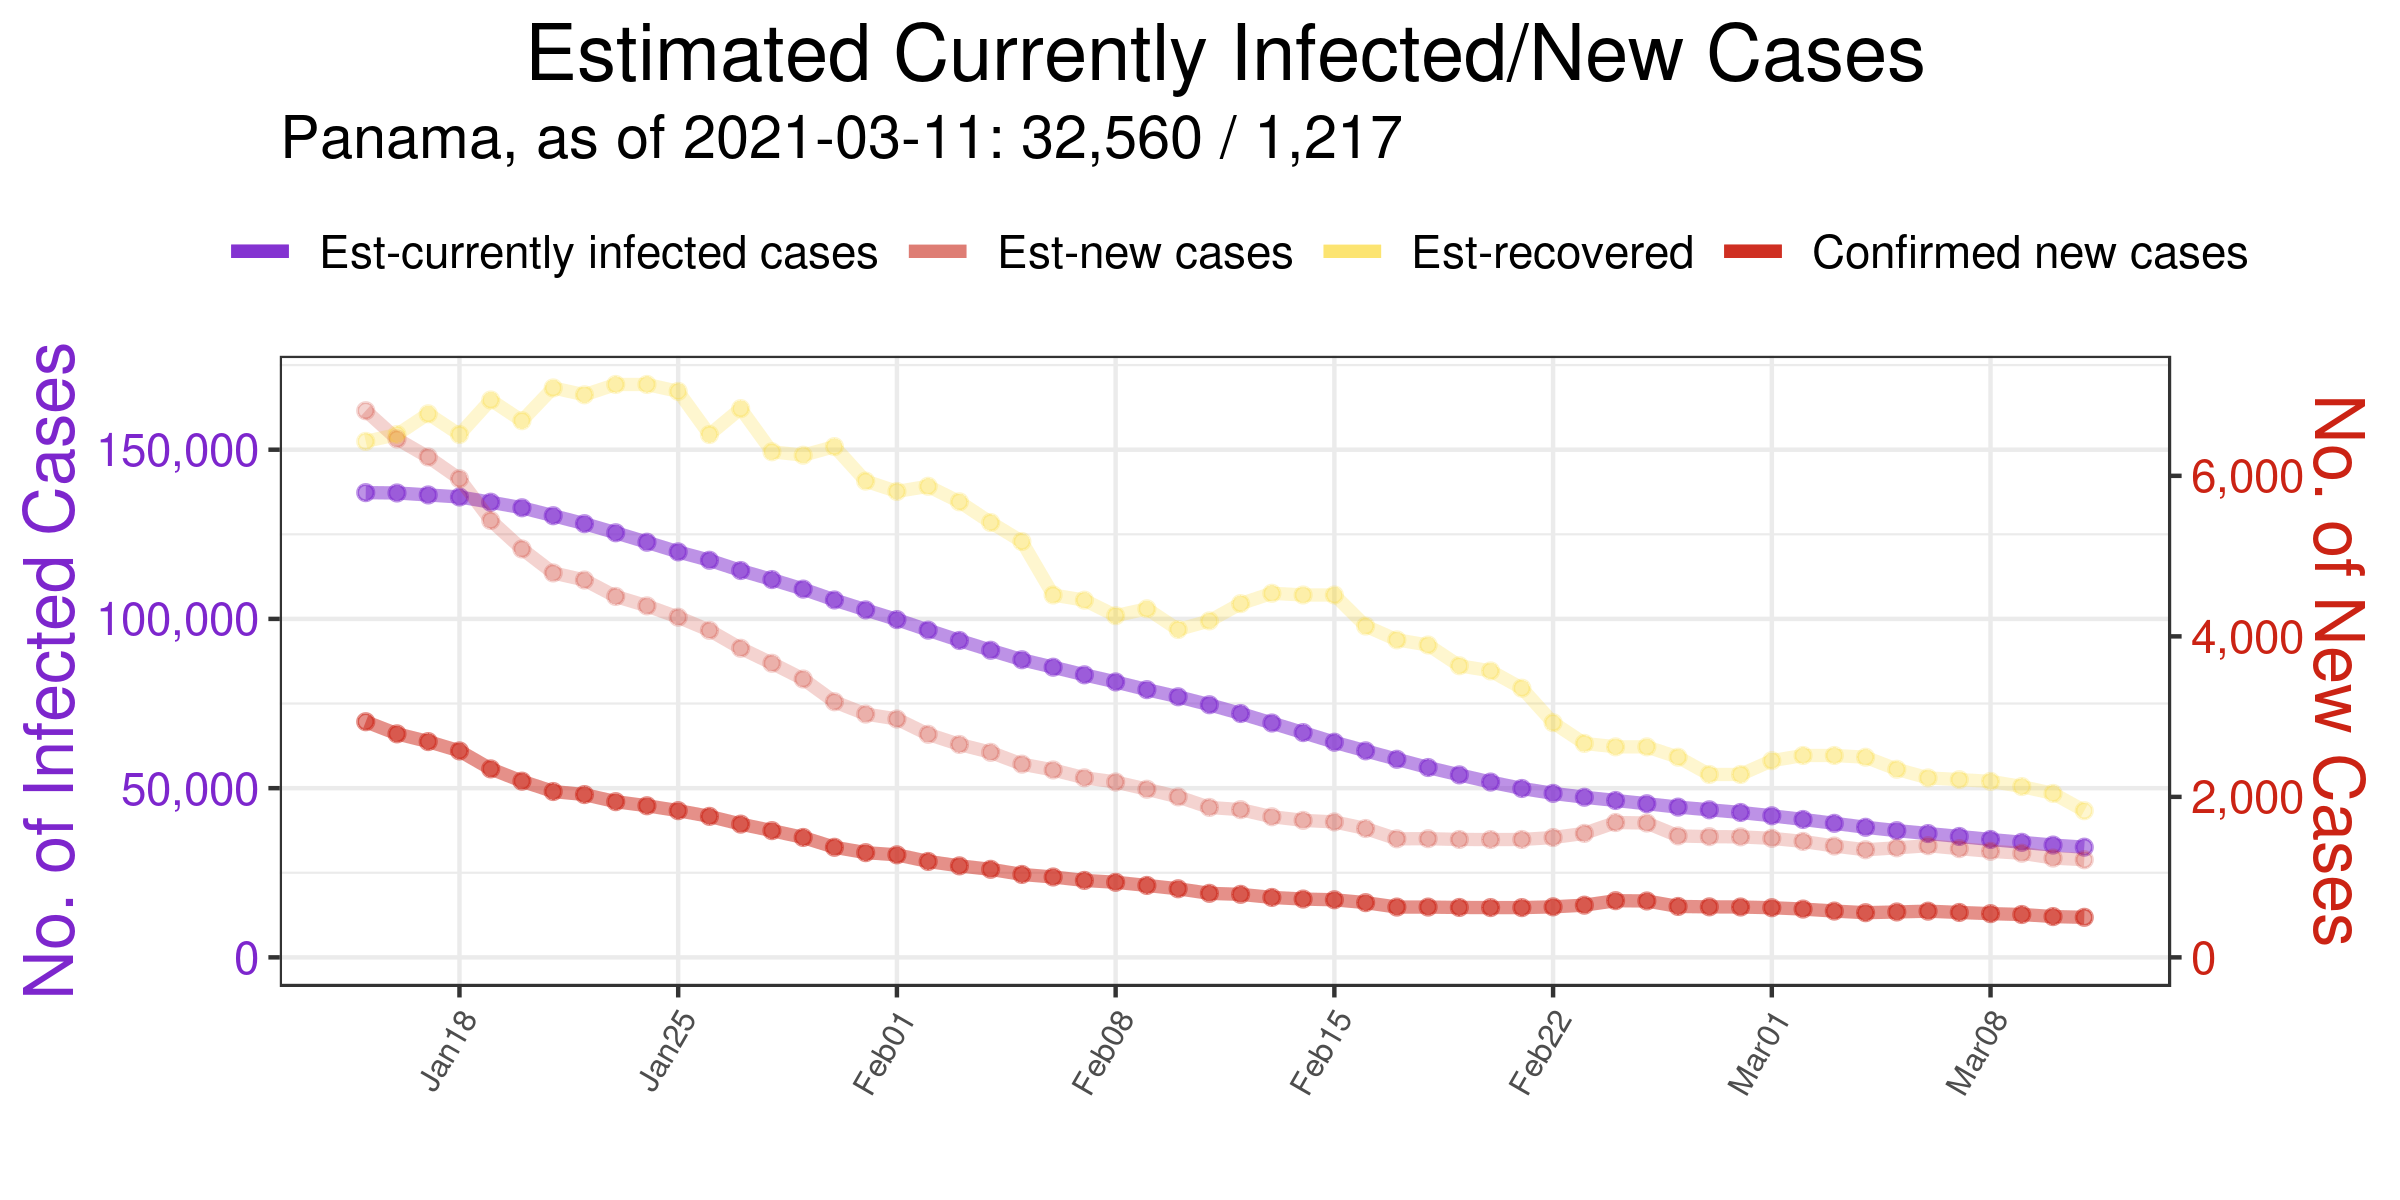 Estimated Currently Infected/New Cases
Panama, as of 2021-03-11: 32,560 / 1,217
Est-currently infected cases Est-new cases Est-recovered Confirmed new cases
No. of Infected Cases
150,000
100,000
50,000
0
6,000
4,000
2,000
0
No. of New Cases
Jan18 Jan25 Feb01 Feb08 Feb15 Feb22 Mar01 Mar08